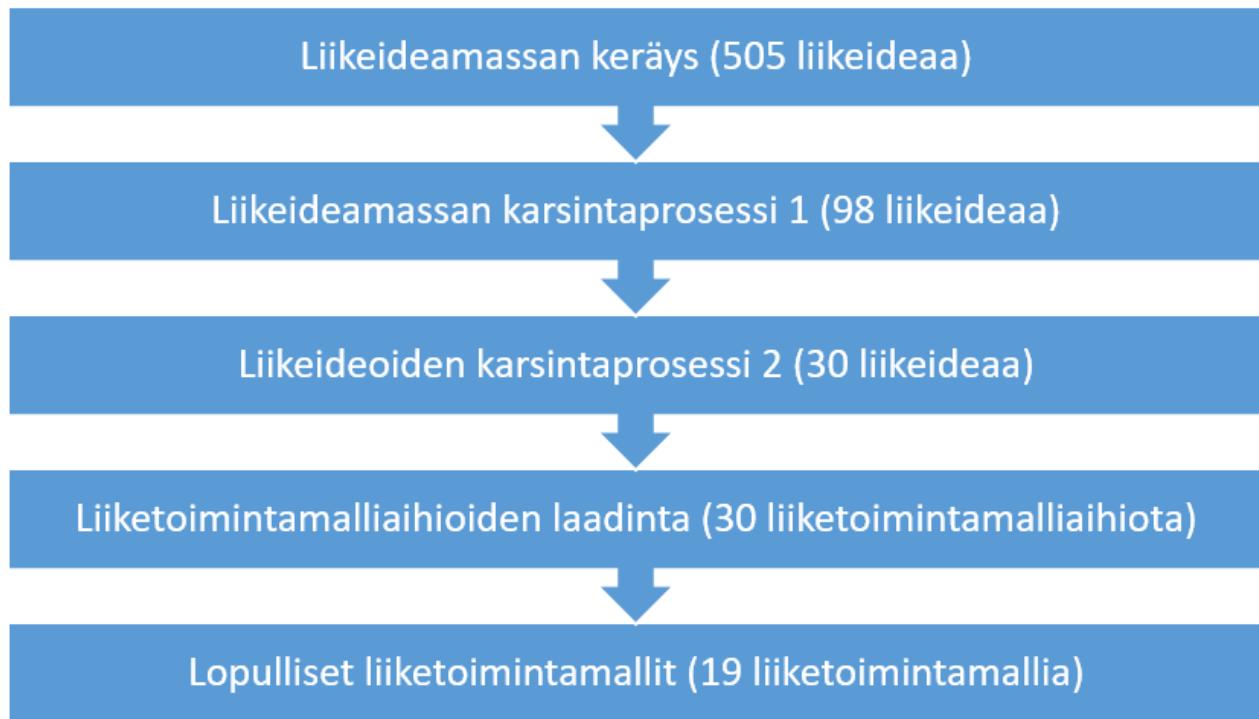 Liikeideamassan keräys (505 liikeideaa)
Liikeideamassan karsintaprosessi 1 (98 liikeideaa)
Liikeideoiden karsintaprosessi 2 (30 liikeideaa)
Liiketoimintamalliaihioiden laadinta (30 liiketoimintamalliaihiota)
Lopulliset liiketoimintamallit (19 liiketoimintamallia)